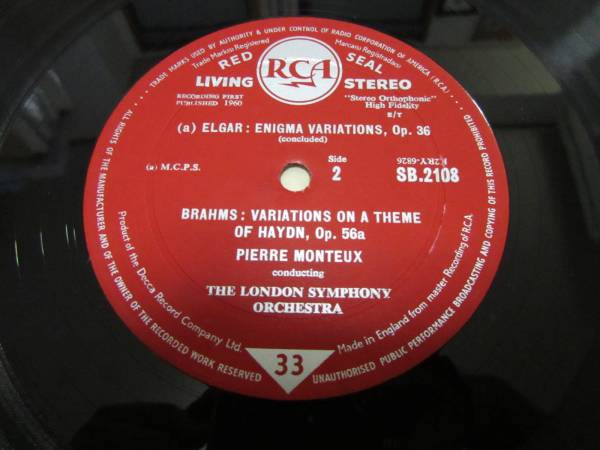 TRADE MARKS USED BY AUTHORITY & UNDER CONTROL OF RADIO CORPORATION OF AMERICA (R.C.A.)
Trade Marks Registered
Marcas Registradas
RED SEAL
RCA
LIVING STEREO
RECORDING FIRST
PUBLISHED 1960
"Stereo Orthophonic"
High Fidelity
E/T
(a) ELGAR : ENIGMA VARIATIONS, Op. 36
(concluded)
(a) M.C.P.S.
Side
2
E2RY-6826
SB.2108
BRAHMS : VARIATIONS ON A THEME
OF HAYDN, Op. 56a
PIERRE MONTEUX
conducting
THE LONDON SYMPHONY
ORCHESTRA
Product of the Decca Record Company Ltd.
Made in England from master Recording of R.C.A.
33
ALL RIGHTS OF THE MANUFACTURER AND OF THE OWNER OF THE RECORDED WORK RESERVED
UNAUTHORISED PUBLIC PERFORMANCE BROADCASTING AND COPYING OF THIS RECORD PROHIBITED